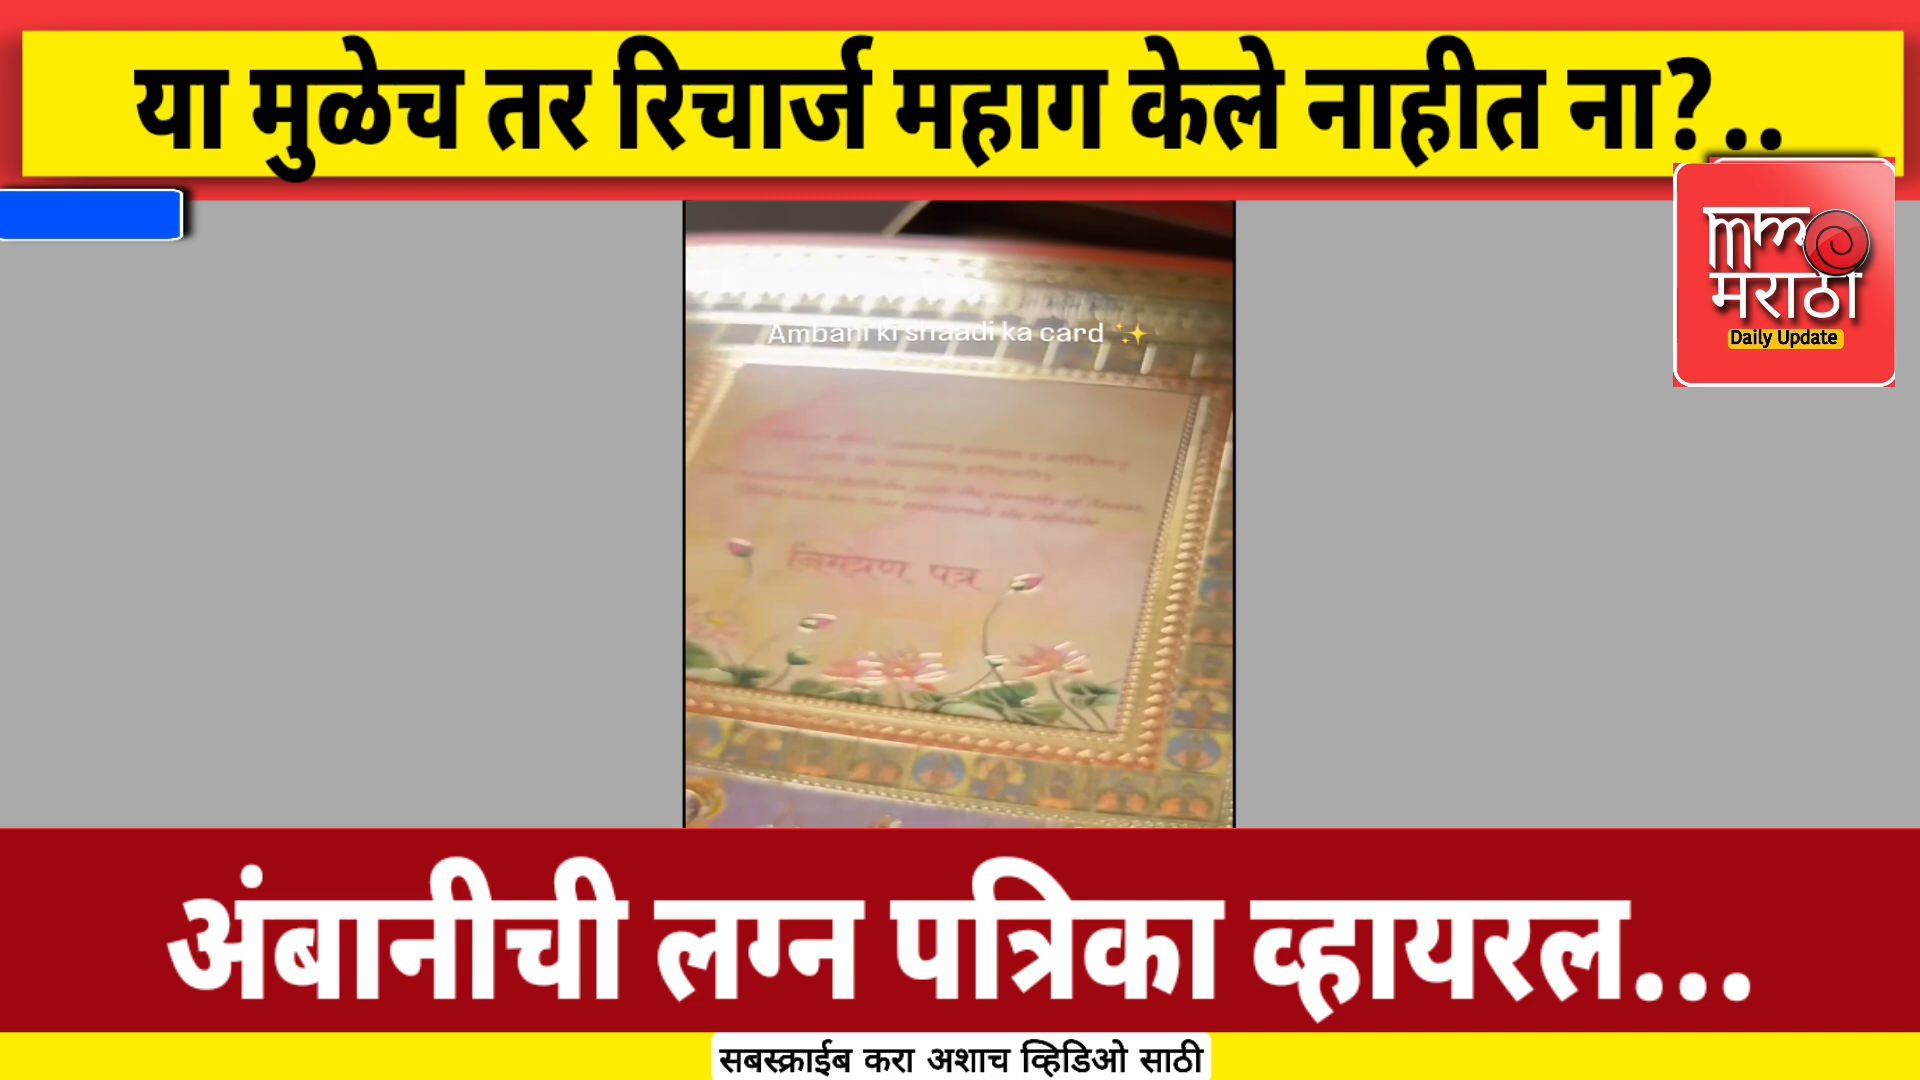 या मुळेच तर रिचार्ज महाग केले नाहीत ना?..
मराठी
Daily Update
Ambani ki shaadi ka card ✨
निमंत्रण पत्र
अंबानीची लग्न पत्रिका व्हायरल...
सबस्क्राईब करा अशाच व्हिडिओ साठी